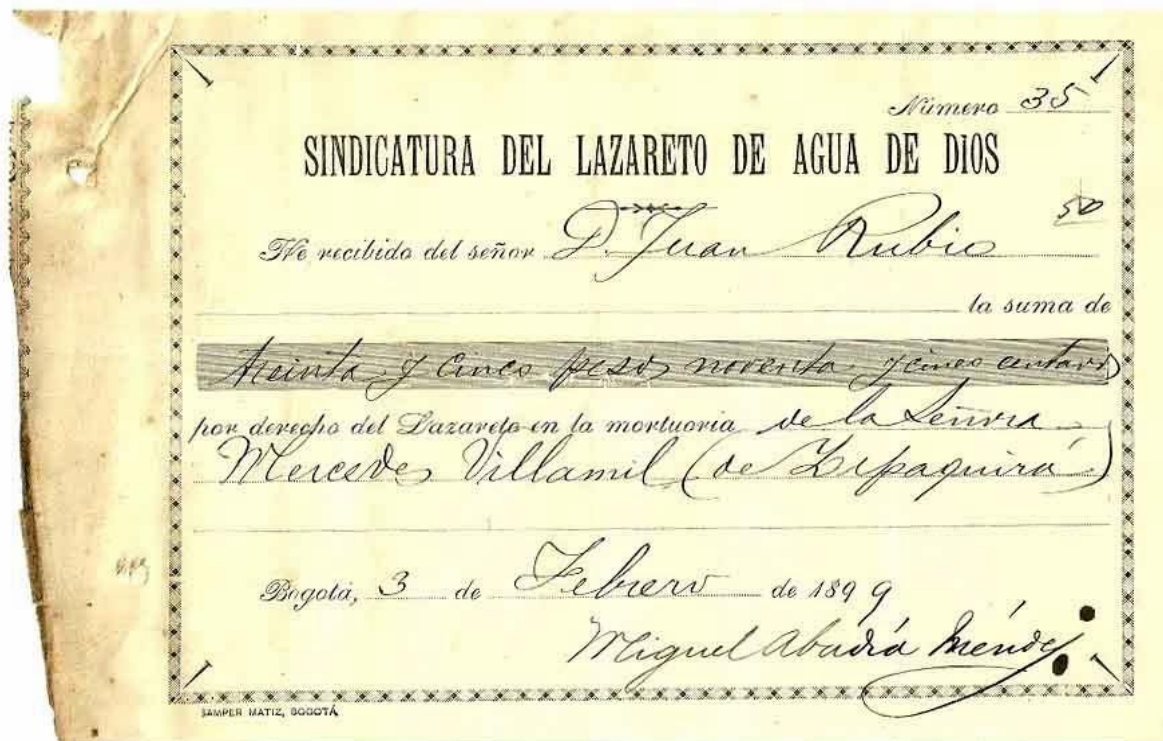 Número 35
SINDICATURA DEL LAZARETO DE AGUA DE DIOS
50
He recibido del señor D. Juan Rubio
la suma de
treinta y cinco pesos noventa y cinco centavos
por derecho del Lazareto en la mortuoria de la Señora
Mercedes Villamil (de Zipaquirá)
Bogotá, 3 de Febrero de 1899
Miguel Abadía Méndez
SAMPER MATIZ, BOGOTÁ